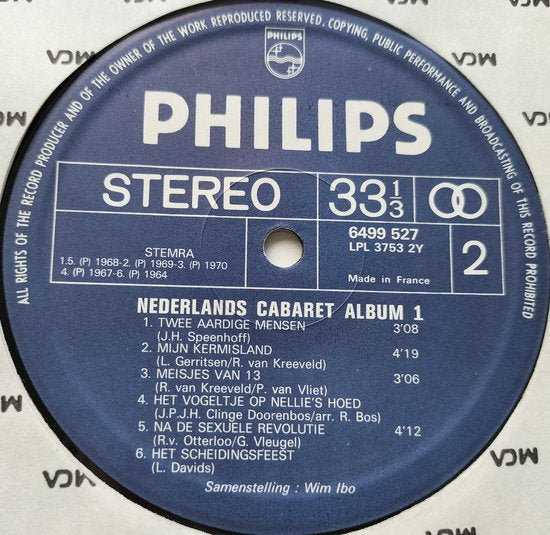 ALL RIGHTS OF THE RECORD PRODUCER AND OF THE OWNER OF THE WORK REPRODUCED RESERVED. COPYING, PUBLIC PERFORMANCE AND BROADCASTING OF THIS RECORD PROHIBITED
PHILIPS
PHILIPS
STEREO
33 1/3
6499 527
LPL 3753 2Y
STEMRA
1.5. (P) 1968-2. (P) 1969-3. (P) 1970
4. (P) 1967-6. (P) 1964
Made in France
2
NEDERLANDS CABARET ALBUM 1
1. TWEE AARDIGE MENSEN 3'08
(J.H. Speenhoff)
2. MIJN KERMISLAND 4'19
(L. Gerritsen/R. van Kreeveld)
3. MEISJES VAN 13 3'06
(R. van Kreeveld/P. van Vliet)
4. HET VOGELTJE OP NELLIE'S HOED
(J.P.J.H. Clinge Doorenbos/arr. R. Bos)
5. NA DE SEXUELE REVOLUTIE 4'12
(R.v. Otterloo/G. Vleugel)
6. HET SCHEIDINGSFEEST
(L. Davids)
Samenstelling : Wim Ibo
MCA
MCA
MCA
MCA
MCA
MCA